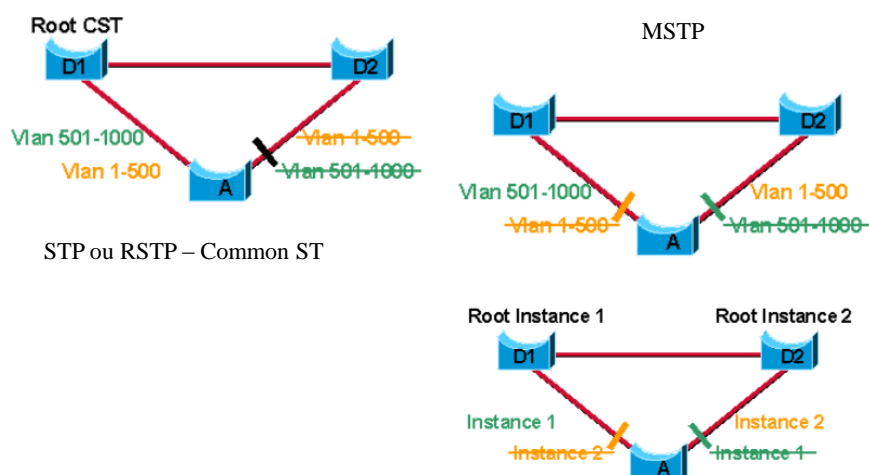 Root CST
D1
D2
Vlan 501-1000
Vlan 1-500
Vlan 1-500
Vlan 501-1000
A
STP ou RSTP – Common ST
MSTP
D1
D2
Vlan 501-1000
Vlan 1-500
Vlan 1-500
Vlan 501-1000
A
Root Instance 1
Root Instance 2
D1
D2
Instance 1
Instance 2
Instance 2
Instance 1
A